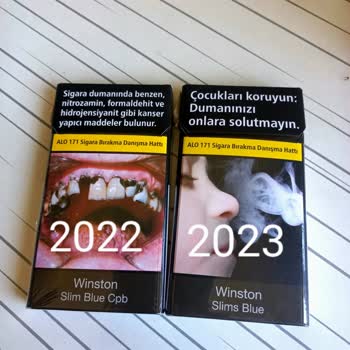 Sigara dumanında benzen,
nitrozamin, formaldehit ve
hidrojensiyanit gibi kanser
yapıcı maddeler bulunur.
ALO 171 Sigara Bırakma Danışma Hattı
2022
Winston
Slim Blue Cpb
Çocukları koruyun:
Dumanınızı
onlara solutmayın.
ALO 171 Sigara Bırakma Danışma Hattı
2023
Winston
Slims Blue